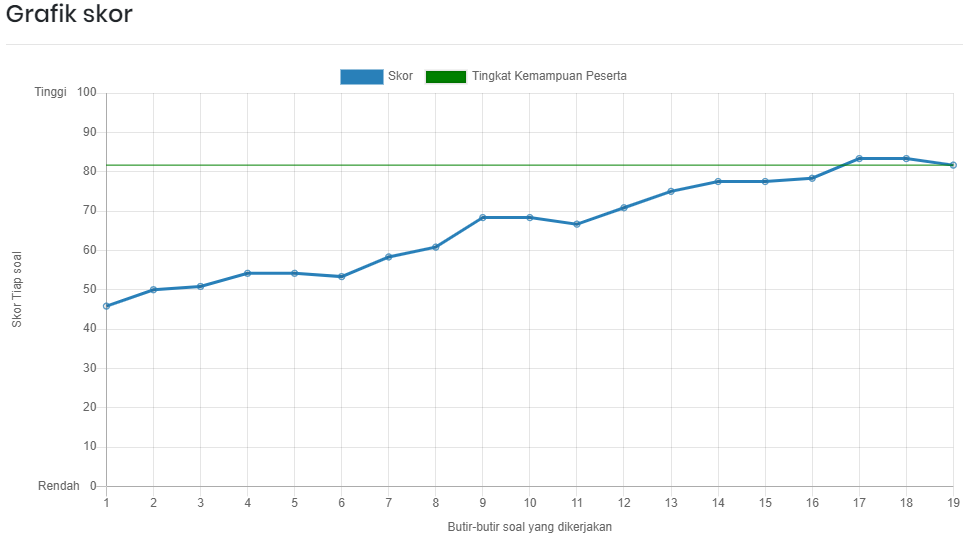 Grafik skor
Skor Tingkat Kemampuan Peserta
Tinggi 100
90
80
70
60
50
40
30
20
10
Rendah 0
Skor Tiap soal
1 2 3 4 5 6 7 8 9 10 11 12 13 14 15 16 17 18 19
Butir-butir soal yang dikerjakan